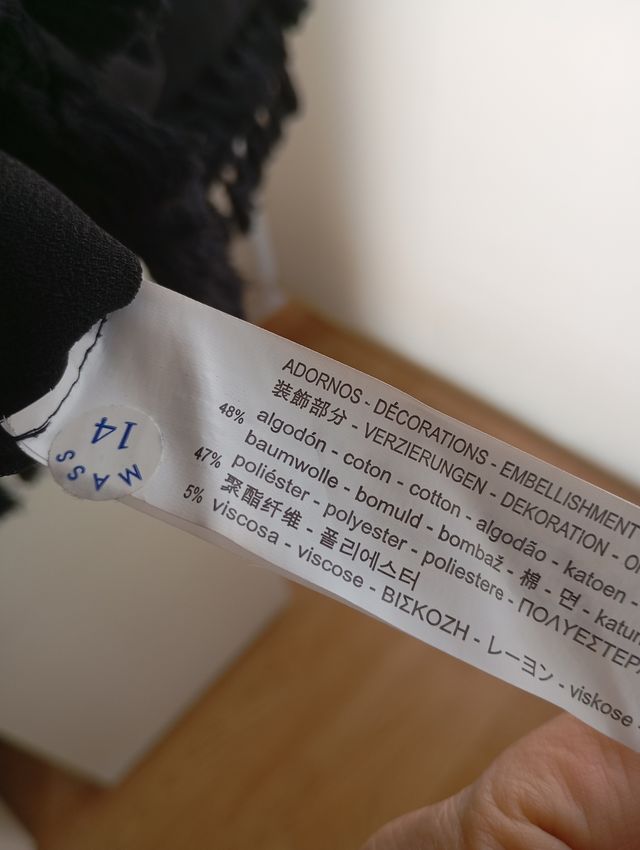 ADORNOS - DÉCORATIONS - EMBELLISHMENT
装飾部分 - VERZIERUNGEN - DEKORATION -
48% algodón - coton - cotton - algodão - katoen -
baumwolle - bomuld - bombaž - 棉 - 면 -
47% poliéster - polyester - poliestere - ΠΟΛΥΕΣΤΕΡΑ
聚酯纤维 - 폴리에스터
5% viscosa - viscose - ΒΙΣΚΟΖΗ - レーヨン - viskose -
14
MASS